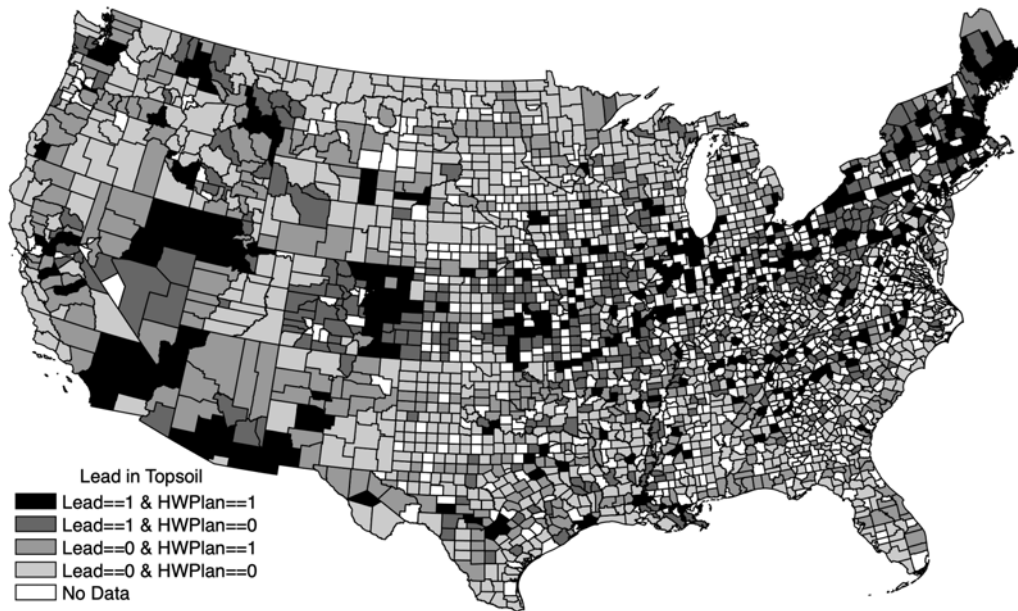 Lead in Topsoil
Lead==1 & HWPlan==1
Lead==1 & HWPlan==0
Lead==0 & HWPlan==1
Lead==0 & HWPlan==0
No Data